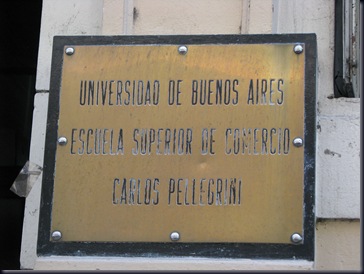 UNIVERSIDAD DE BUENOS AIRES
ESCUELA SUPERIOR DE COMERCIO
CARLOS PELLEGRINI